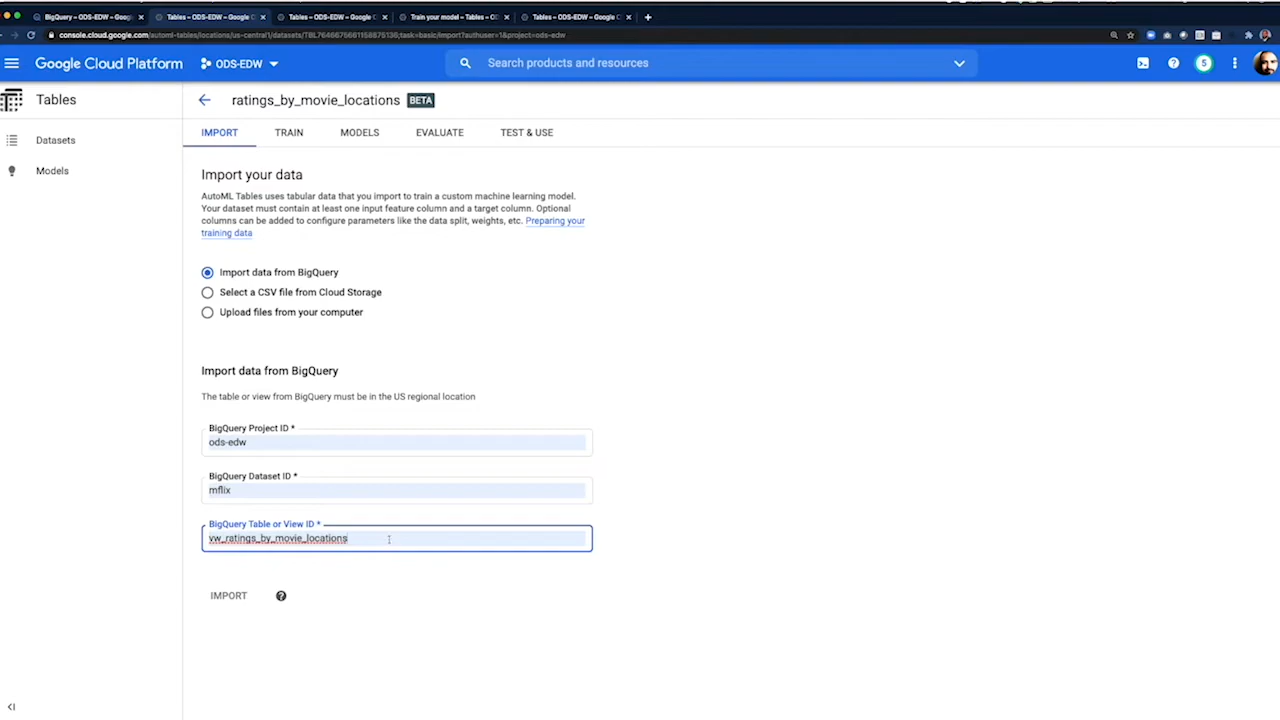 BigQuery – ODS-EDW – Goog
Tables – ODS-EDW – Google C
Tables – ODS-EDW – Google C
Train your model – Tables – O
Tables – ODS-EDW – Google C
console.cloud.google.com/automl-tables/locations/us-central1/datasets/TBL7646675661158875136;task=basic/import?authuser=1&project=ods-edw
Google Cloud Platform
ODS-EDW
Search products and resources
5
Tables
ratings_by_movie_locations BETA
IMPORT TRAIN MODELS EVALUATE TEST & USE
Datasets
Models
Import your data
AutoML Tables uses tabular data that you import to train a custom machine learning model.
Your dataset must contain at least one input feature column and a target column. Optional
columns can be added to configure parameters like the data split, weights, etc. Preparing your
training data
Import data from BigQuery
Select a CSV file from Cloud Storage
Upload files from your computer
Import data from BigQuery
The table or view from BigQuery must be in the US regional location
BigQuery Project ID *
ods-edw
BigQuery Dataset ID *
mflix
BigQuery Table or View ID *
vw_ratings_by_movie_locations
IMPORT